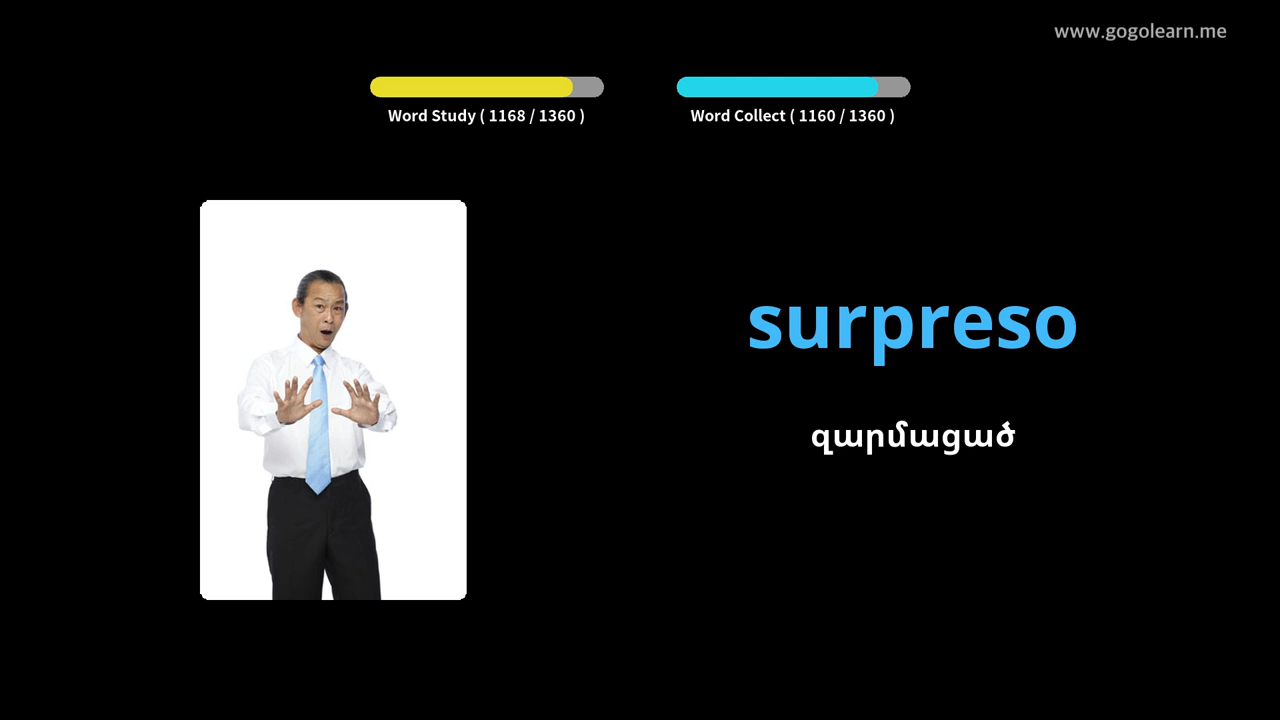 www.gogolearn.me
Word Study ( 1168 / 1360 )
Word Collect ( 1160 / 1360 )
surpreso
զարմացած